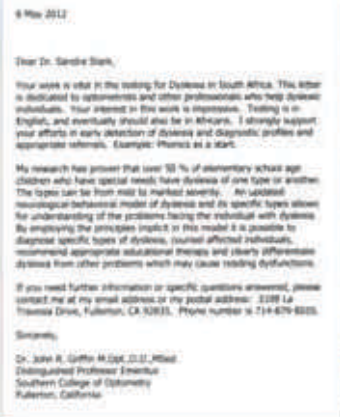 6 May 2012
Dear Dr. Sandra Stark,
Your work is vital in the testing for Dyslexia in South Africa. This letter
is dedicated to optometrists and other professionals who help dyslexic
individuals. Your interest in this work is impressive. Testing is in
English, and eventually should also be in Africans. I strongly support
your efforts in early detection of dyslexia and diagnostic profiles and
appropriate referrals. Example: Phonics as a start.
My research has proven that over 50 % of elementary school age
children who have special needs have dyslexia of one type or another.
The types can be from mild to marked severity. An updated
neurological-behavioral model of dyslexia and its specific types allows
for understanding of the problems facing the individual with dyslexia.
By employing the principles implicit in this model it is possible to
diagnose specific types of dyslexia, counsel affected individuals,
recommend appropriate educational therapy and clearly differentiate
dyslexia from other problems which may cause reading dysfunctions.
If you need further information or specific questions answered, please
contact me at my email address or my postal address: La
Drive, Fullerton, CA 92835. Phone number is
Sincerely,
Dr. John R. Griffin M.Opt.,O.D.,MSed
Distinguished Professor Emeritus
Southern College of Optometry
Fullerton, California